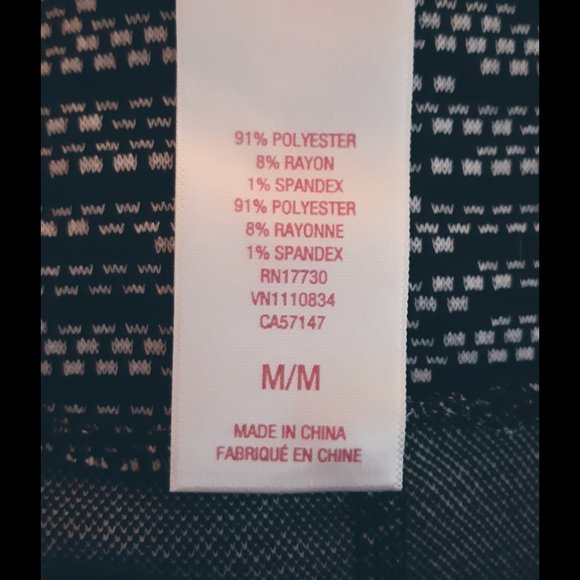 91% POLYESTER
8% RAYON
1% SPANDEX
91% POLYESTER
8% RAYONNE
1% SPANDEX
RN17730
VN1110834
CA57147
M/M
MADE IN CHINA
FABRIQUÉ EN CHINE